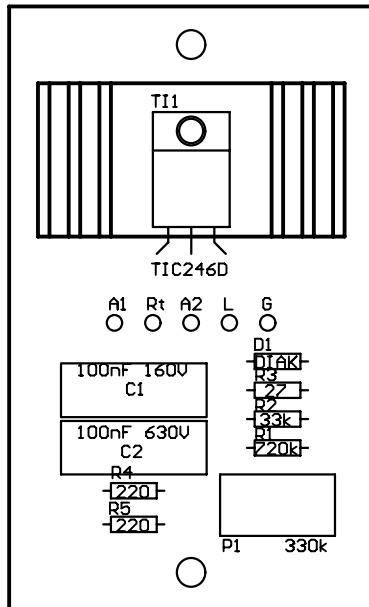 TI1
TIC246D
A1 Rt A2 L G
D1
DIAK
100nF 160V
C1
R3
27
R2
33k
100nF 630V
C2
R1
220k
R4
220
R5
220
P1 330k